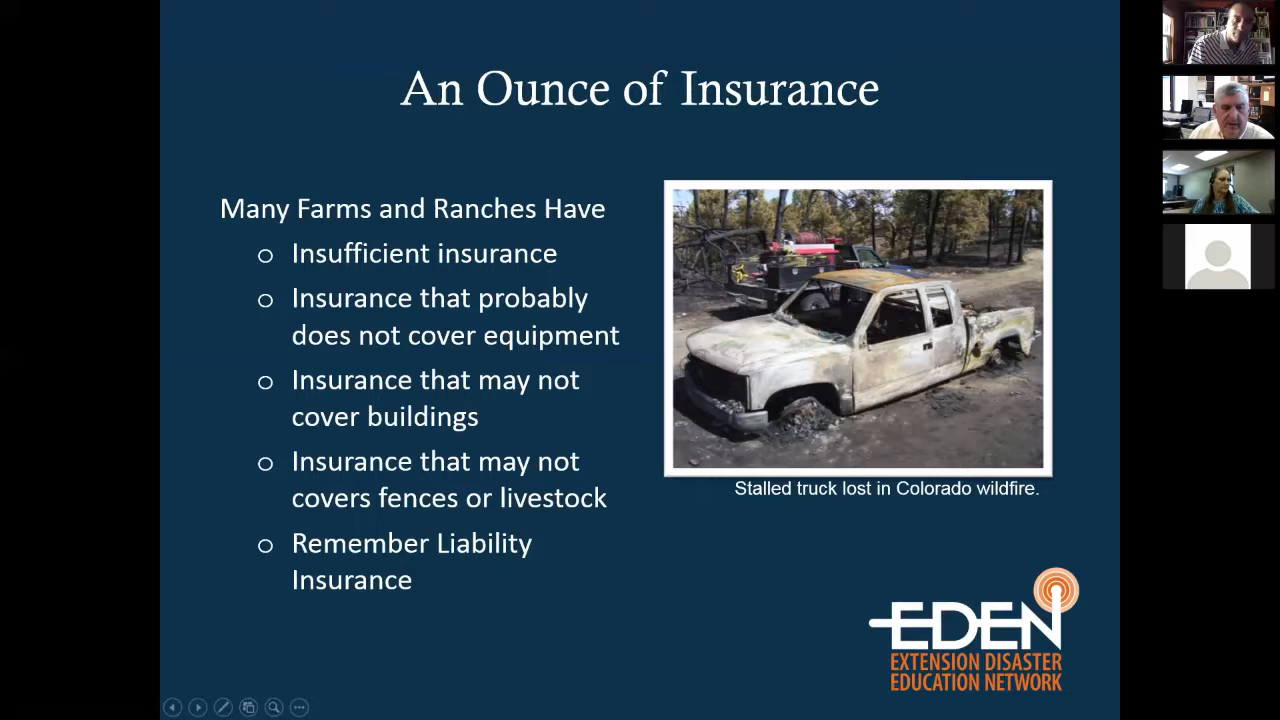 An Ounce of Insurance
Many Farms and Ranches Have
o Insufficient insurance
o Insurance that probably
does not cover equipment
o Insurance that may not
cover buildings
o Insurance that may not
covers fences or livestock
o Remember Liability
Insurance
Stalled truck lost in Colorado wildfire.
EDEN
EXTENSION DISASTER
EDUCATION NETWORK